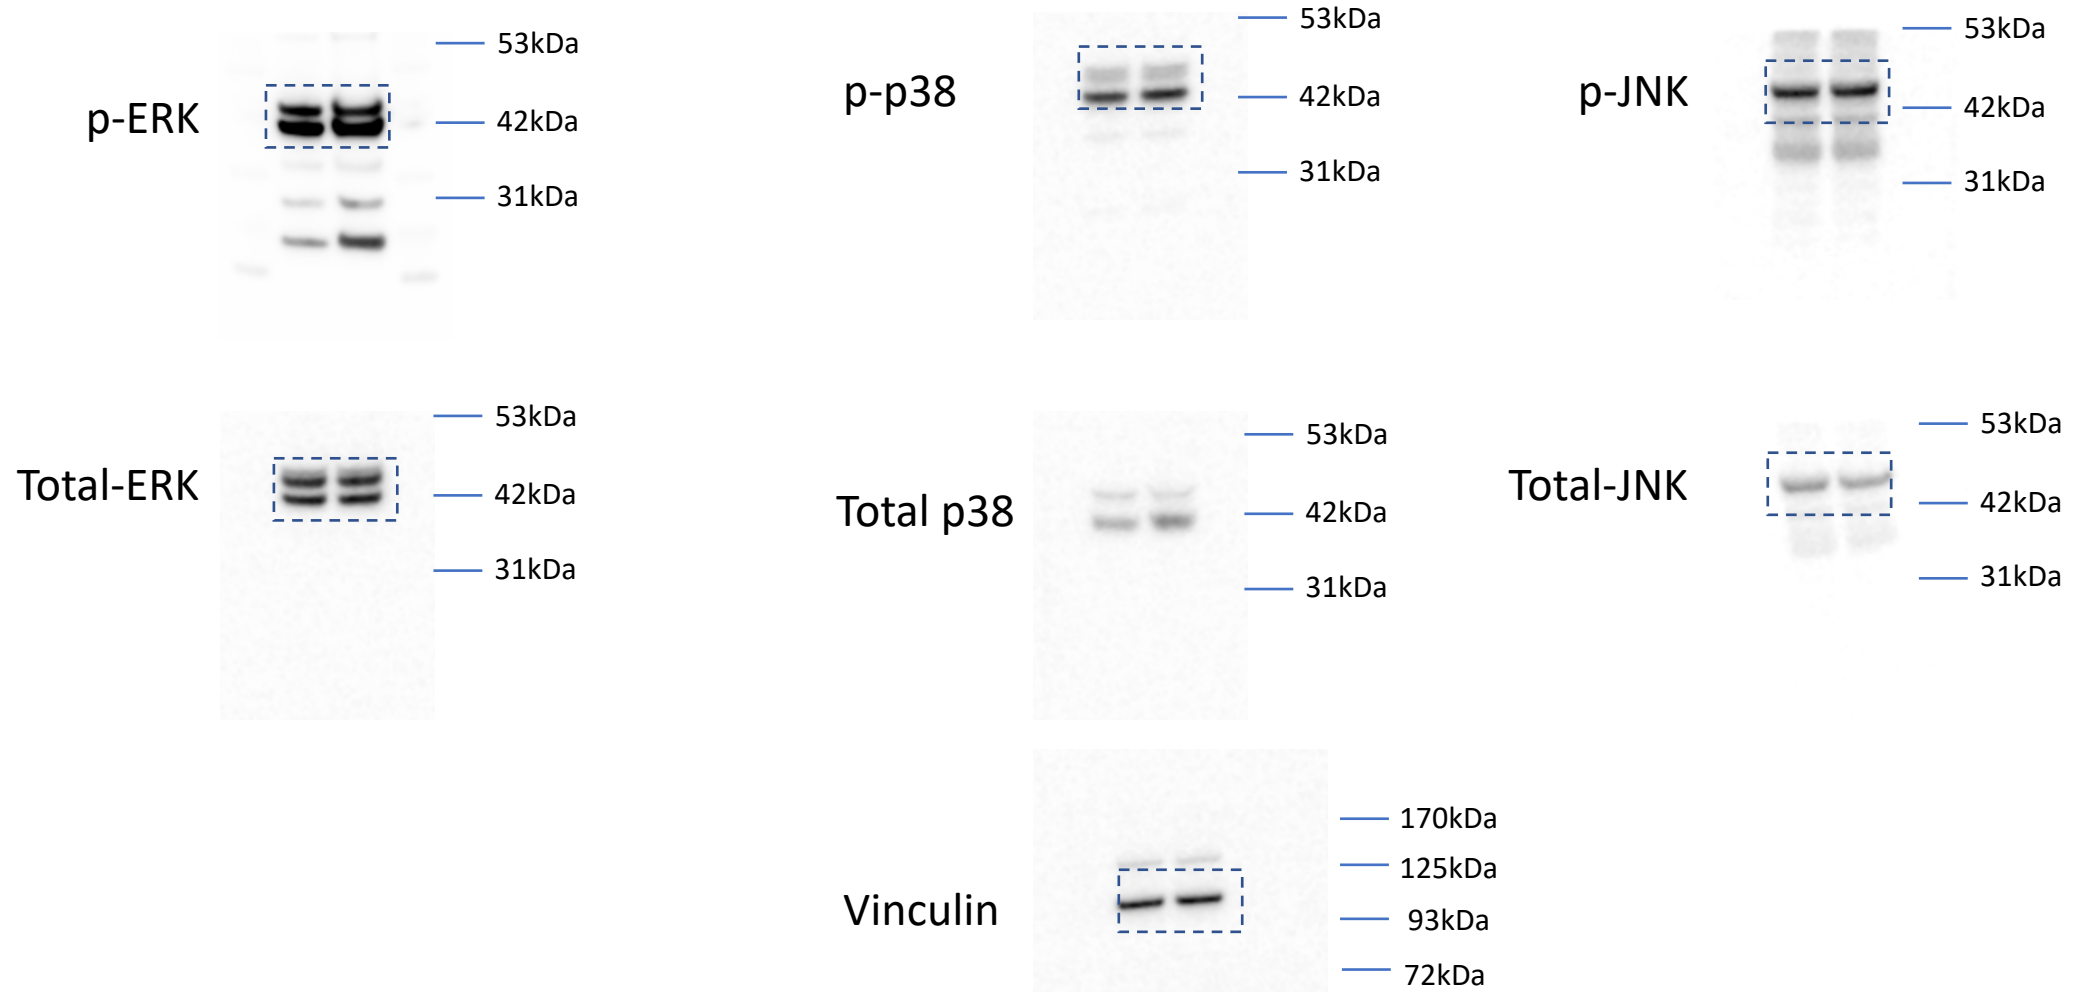 p-ERK
53kDa
42kDa
31kDa
p-p38
53kDa
42kDa
31kDa
p-JNK
53kDa
42kDa
31kDa
Total-ERK
53kDa
42kDa
31kDa
Total p38
53kDa
42kDa
31kDa
Total-JNK
53kDa
42kDa
31kDa
Vinculin
170kDa
125kDa
93kDa
72kDa